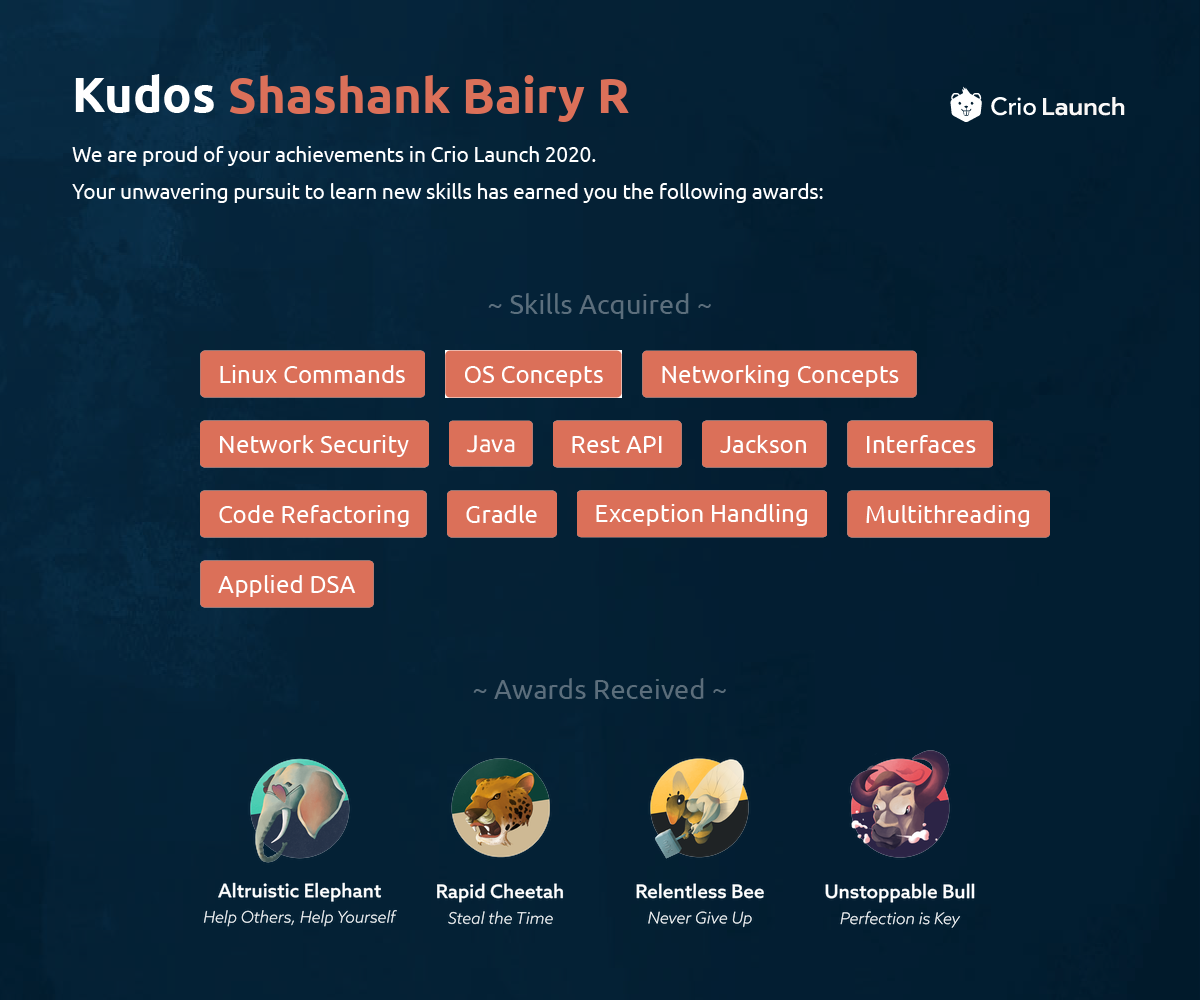 Kudos Shashank Bairy R
Crio Launch
We are proud of your achievements in Crio Launch 2020.
Your unwavering pursuit to learn new skills has earned you the following awards:
~ Skills Acquired ~
Linux Commands OS Concepts Networking Concepts
Network Security Java Rest API Jackson Interfaces
Code Refactoring Gradle Exception Handling Multithreading
Applied DSA
~ Awards Received ~
Altruistic Elephant Rapid Cheetah Relentless Bee Unstoppable Bull
Help Others, Help Yourself Steal the Time Never Give Up Perfection is Key